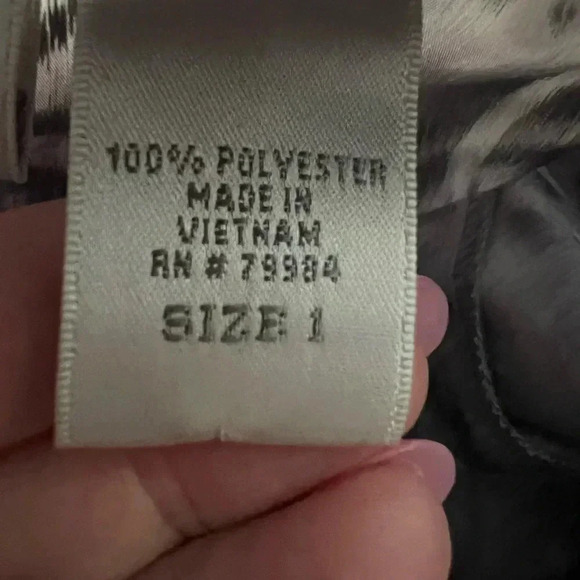 100% POLYESTER
MADE IN
VIETNAM
RN # 79984
SIZE 1